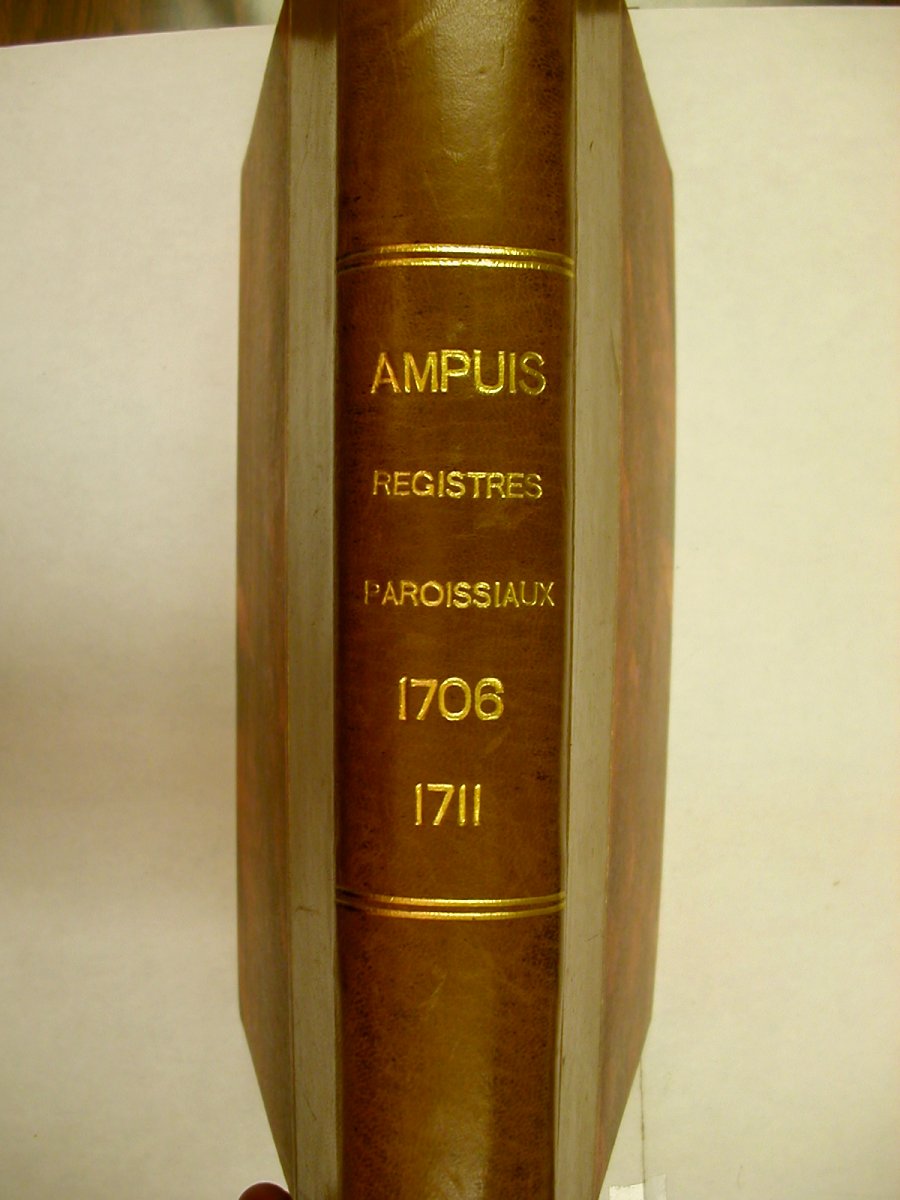 AMPUIS
REGISTRES
PAROISSIAUX
1706
1711